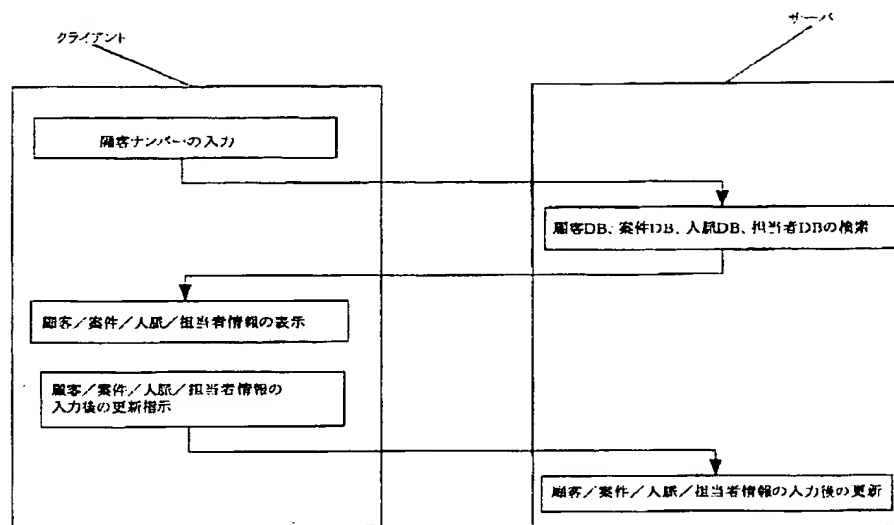 クライアント
サーバ
顧客ナンバーの入力
顧客DB、案件DB、人脈DB、担当者DBの検索
顧客/案件/人脈/担当者情報の表示
顧客/案件/人脈/担当者情報の
入力後の更新指示
顧客/案件/人脈/担当者情報の入力後の更新